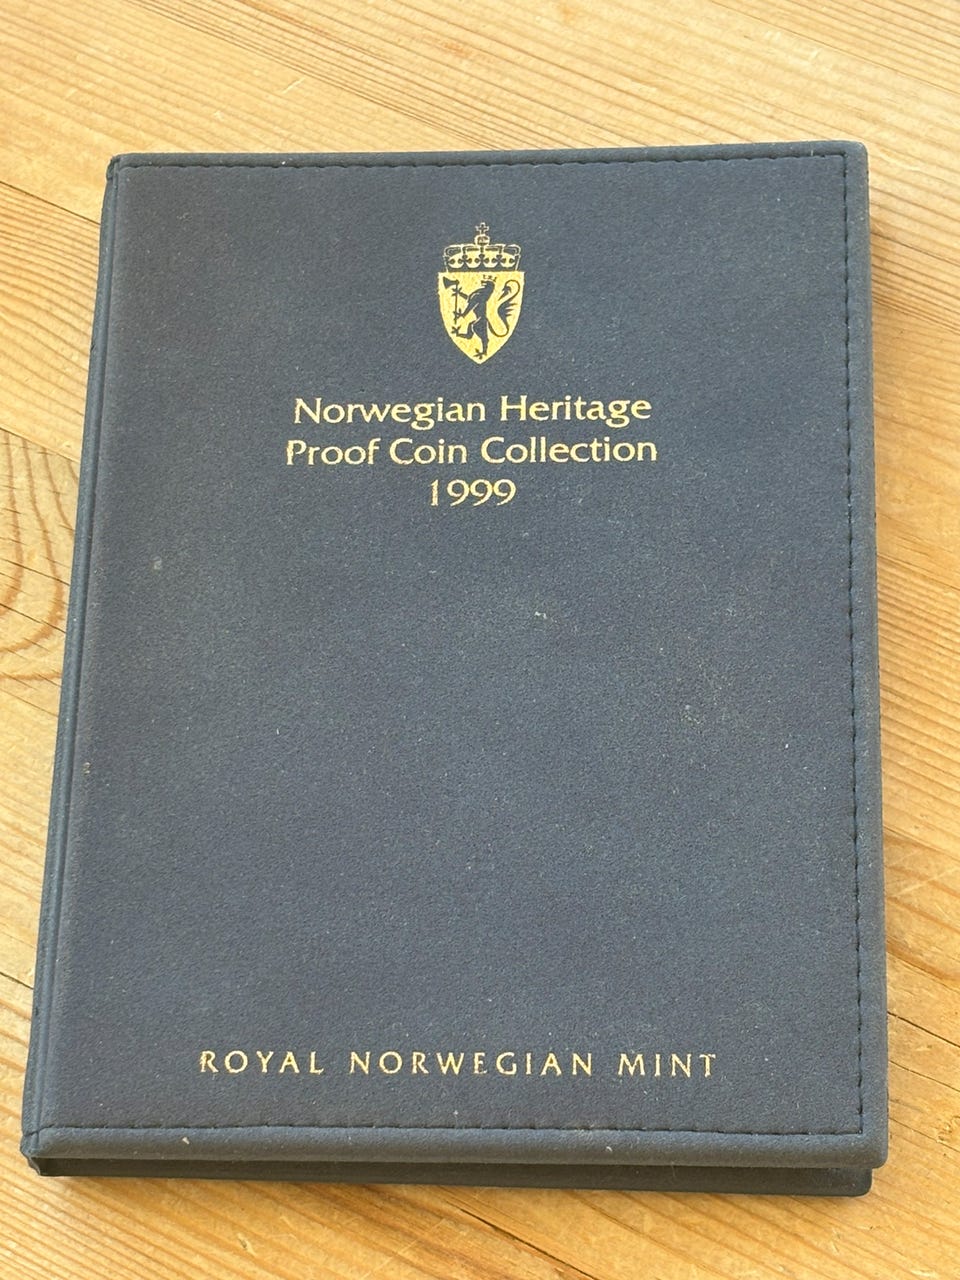 Norwegian Heritage
Proof Coin Collection
1999
ROYAL NORWEGIAN MINT